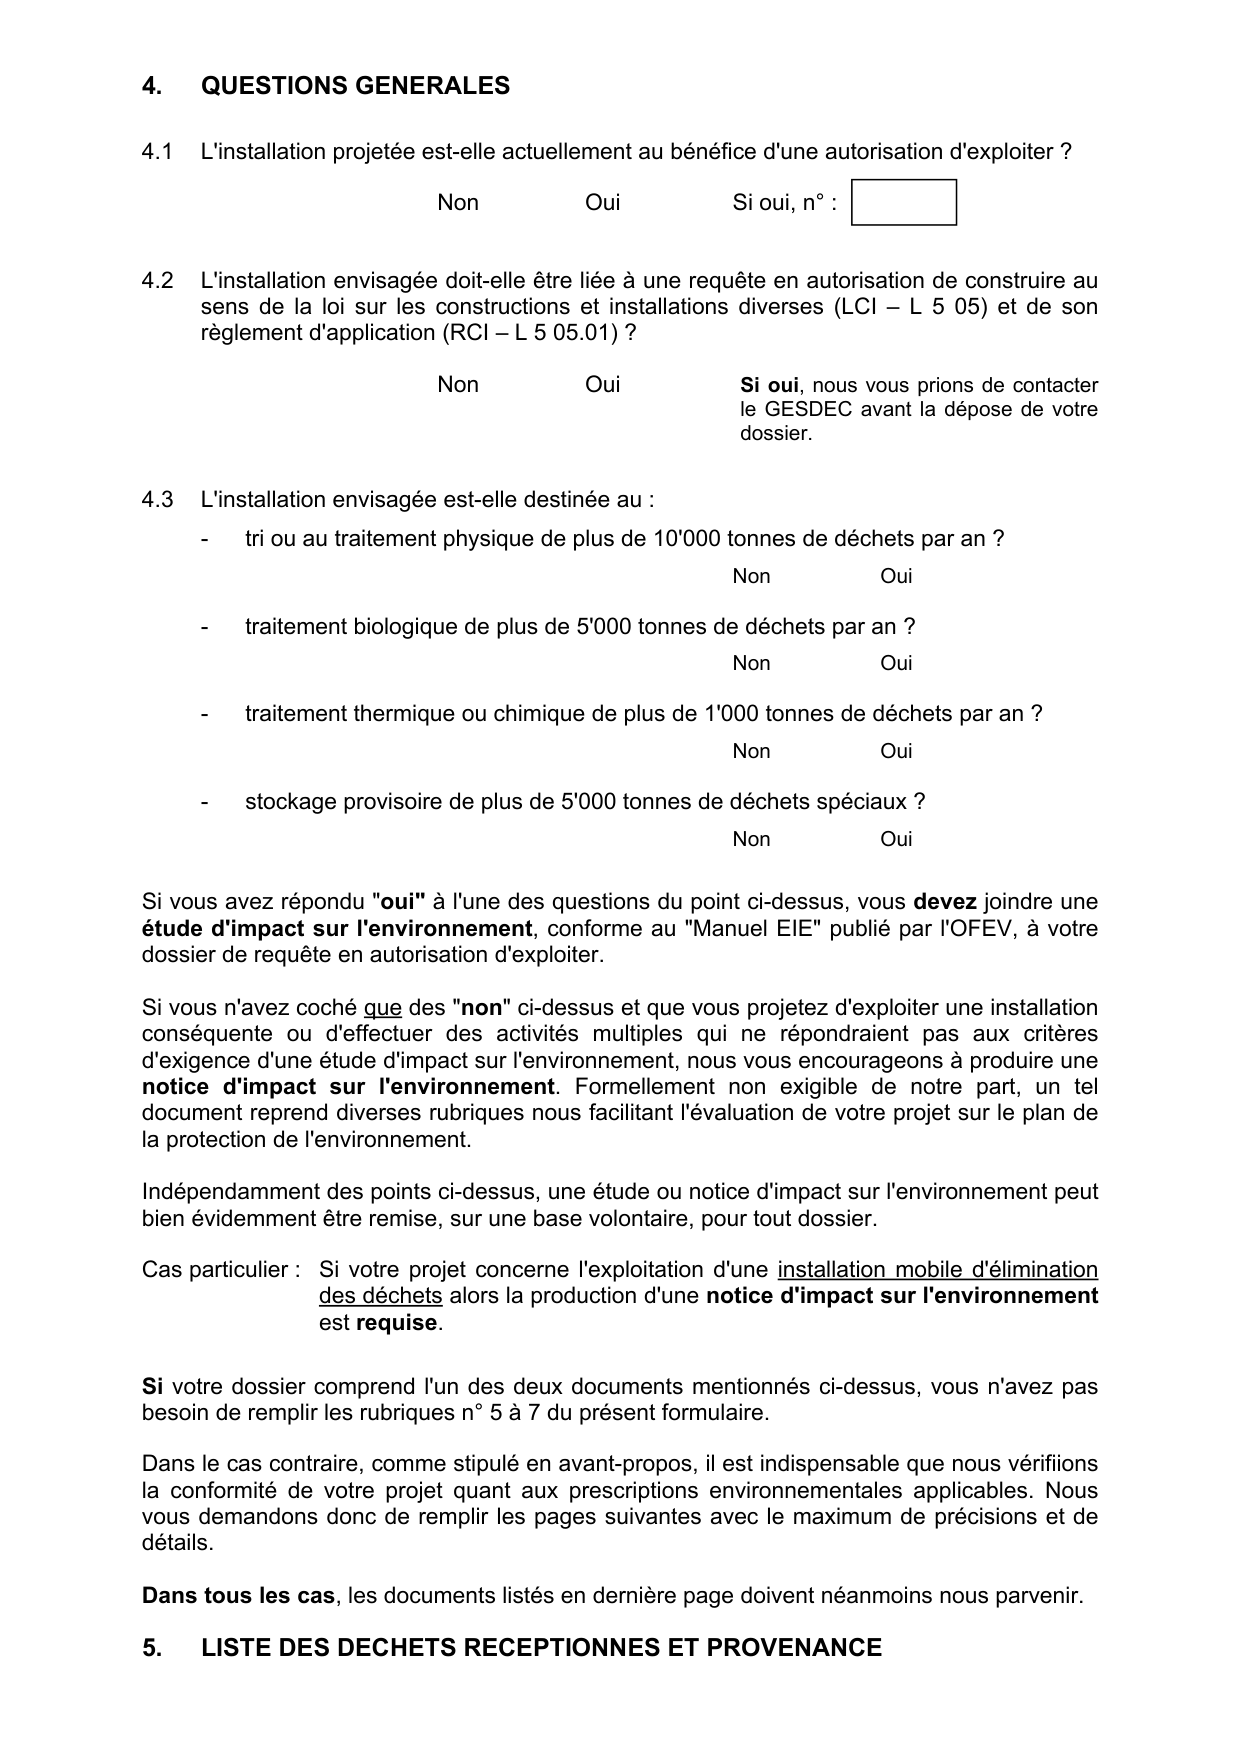 4. QUESTIONS GENERALES
4.1 L'installation projetée est-elle actuellement au bénéfice d'une autorisation d'exploiter ?
Non Oui Si oui, n° :
4.2 L'installation envisagée doit-elle être liée à une requête en autorisation de construire au
sens de la loi sur les constructions et installations diverses (LCI – L 5 05) et de son
règlement d'application (RCI – L 5 05.01) ?
Non Oui Si oui, nous vous prions de contacter
le GESDEC avant la dépose de votre
dossier.
4.3 L'installation envisagée est-elle destinée au :
- tri ou au traitement physique de plus de 10'000 tonnes de déchets par an ?
Non Oui
- traitement biologique de plus de 5'000 tonnes de déchets par an ?
Non Oui
- traitement thermique ou chimique de plus de 1'000 tonnes de déchets par an ?
Non Oui
- stockage provisoire de plus de 5'000 tonnes de déchets spéciaux ?
Non Oui
Si vous avez répondu "oui" à l'une des questions du point ci-dessus, vous devez joindre une
étude d'impact sur l'environnement, conforme au "Manuel EIE" publié par l'OFEV, à votre
dossier de requête en autorisation d'exploiter.
Si vous n'avez coché que des "non" ci-dessus et que vous projetez d'exploiter une installation
conséquente ou d'effectuer des activités multiples qui ne répondraient pas aux critères
d'exigence d'une étude d'impact sur l'environnement, nous vous encourageons à produire une
notice d'impact sur l'environnement. Formellement non exigible de notre part, un tel
document reprend diverses rubriques nous facilitant l'évaluation de votre projet sur le plan de
la protection de l'environnement.
Indépendamment des points ci-dessus, une étude ou notice d'impact sur l'environnement peut
bien évidemment être remise, sur une base volontaire, pour tout dossier.
Cas particulier : Si votre projet concerne l'exploitation d'une installation mobile d'élimination
des déchets alors la production d'une notice d'impact sur l'environnement
est requise.
Si votre dossier comprend l'un des deux documents mentionnés ci-dessus, vous n'avez pas
besoin de remplir les rubriques n° 5 à 7 du présent formulaire.
Dans le cas contraire, comme stipulé en avant-propos, il est indispensable que nous vérifiions
la conformité de votre projet quant aux prescriptions environnementales applicables. Nous
vous demandons donc de remplir les pages suivantes avec le maximum de précisions et de
détails.
Dans tous les cas, les documents listés en dernière page doivent néanmoins nous parvenir.
5. LISTE DES DECHETS RECEPTIONNES ET PROVENANCE